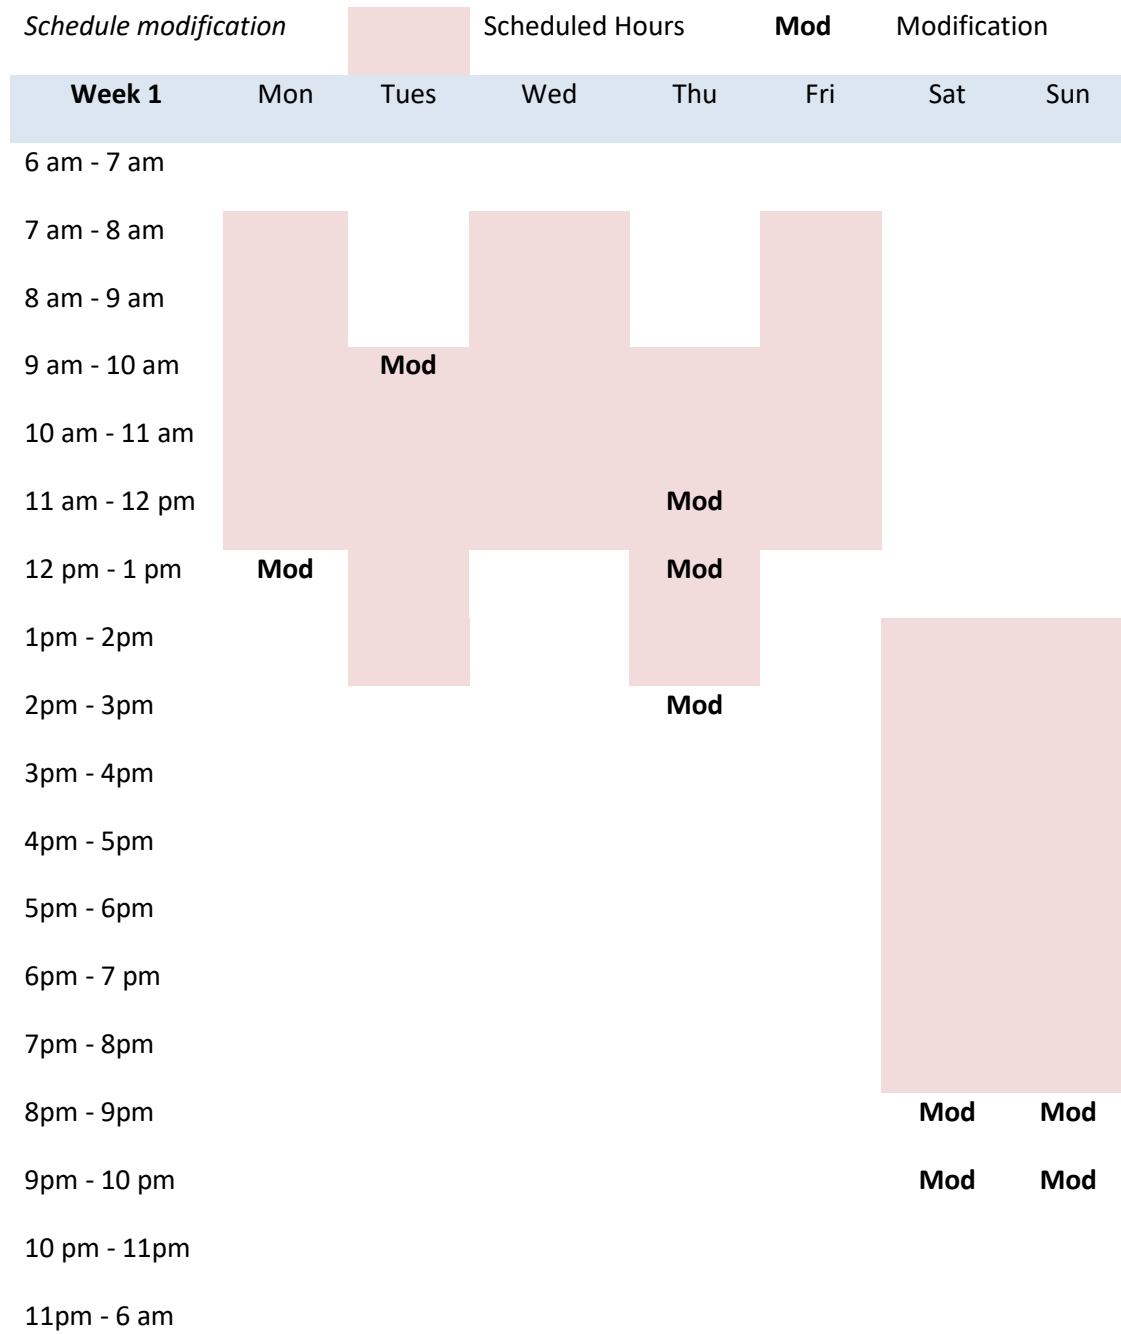 Schedule modification Scheduled Hours Mod Modification
Week 1 Mon Tues Wed Thu Fri Sat Sun
6 am - 7 am
7 am - 8 am
8 am - 9 am
9 am - 10 am Mod
10 am - 11 am
11 am - 12 pm Mod
12 pm - 1 pm Mod Mod
1pm - 2pm
2pm - 3pm Mod
3pm - 4pm
4pm - 5pm
5pm - 6pm
6pm - 7 pm
7pm - 8pm
8pm - 9pm Mod Mod
9pm - 10 pm Mod Mod
10 pm - 11pm
11pm - 6 am